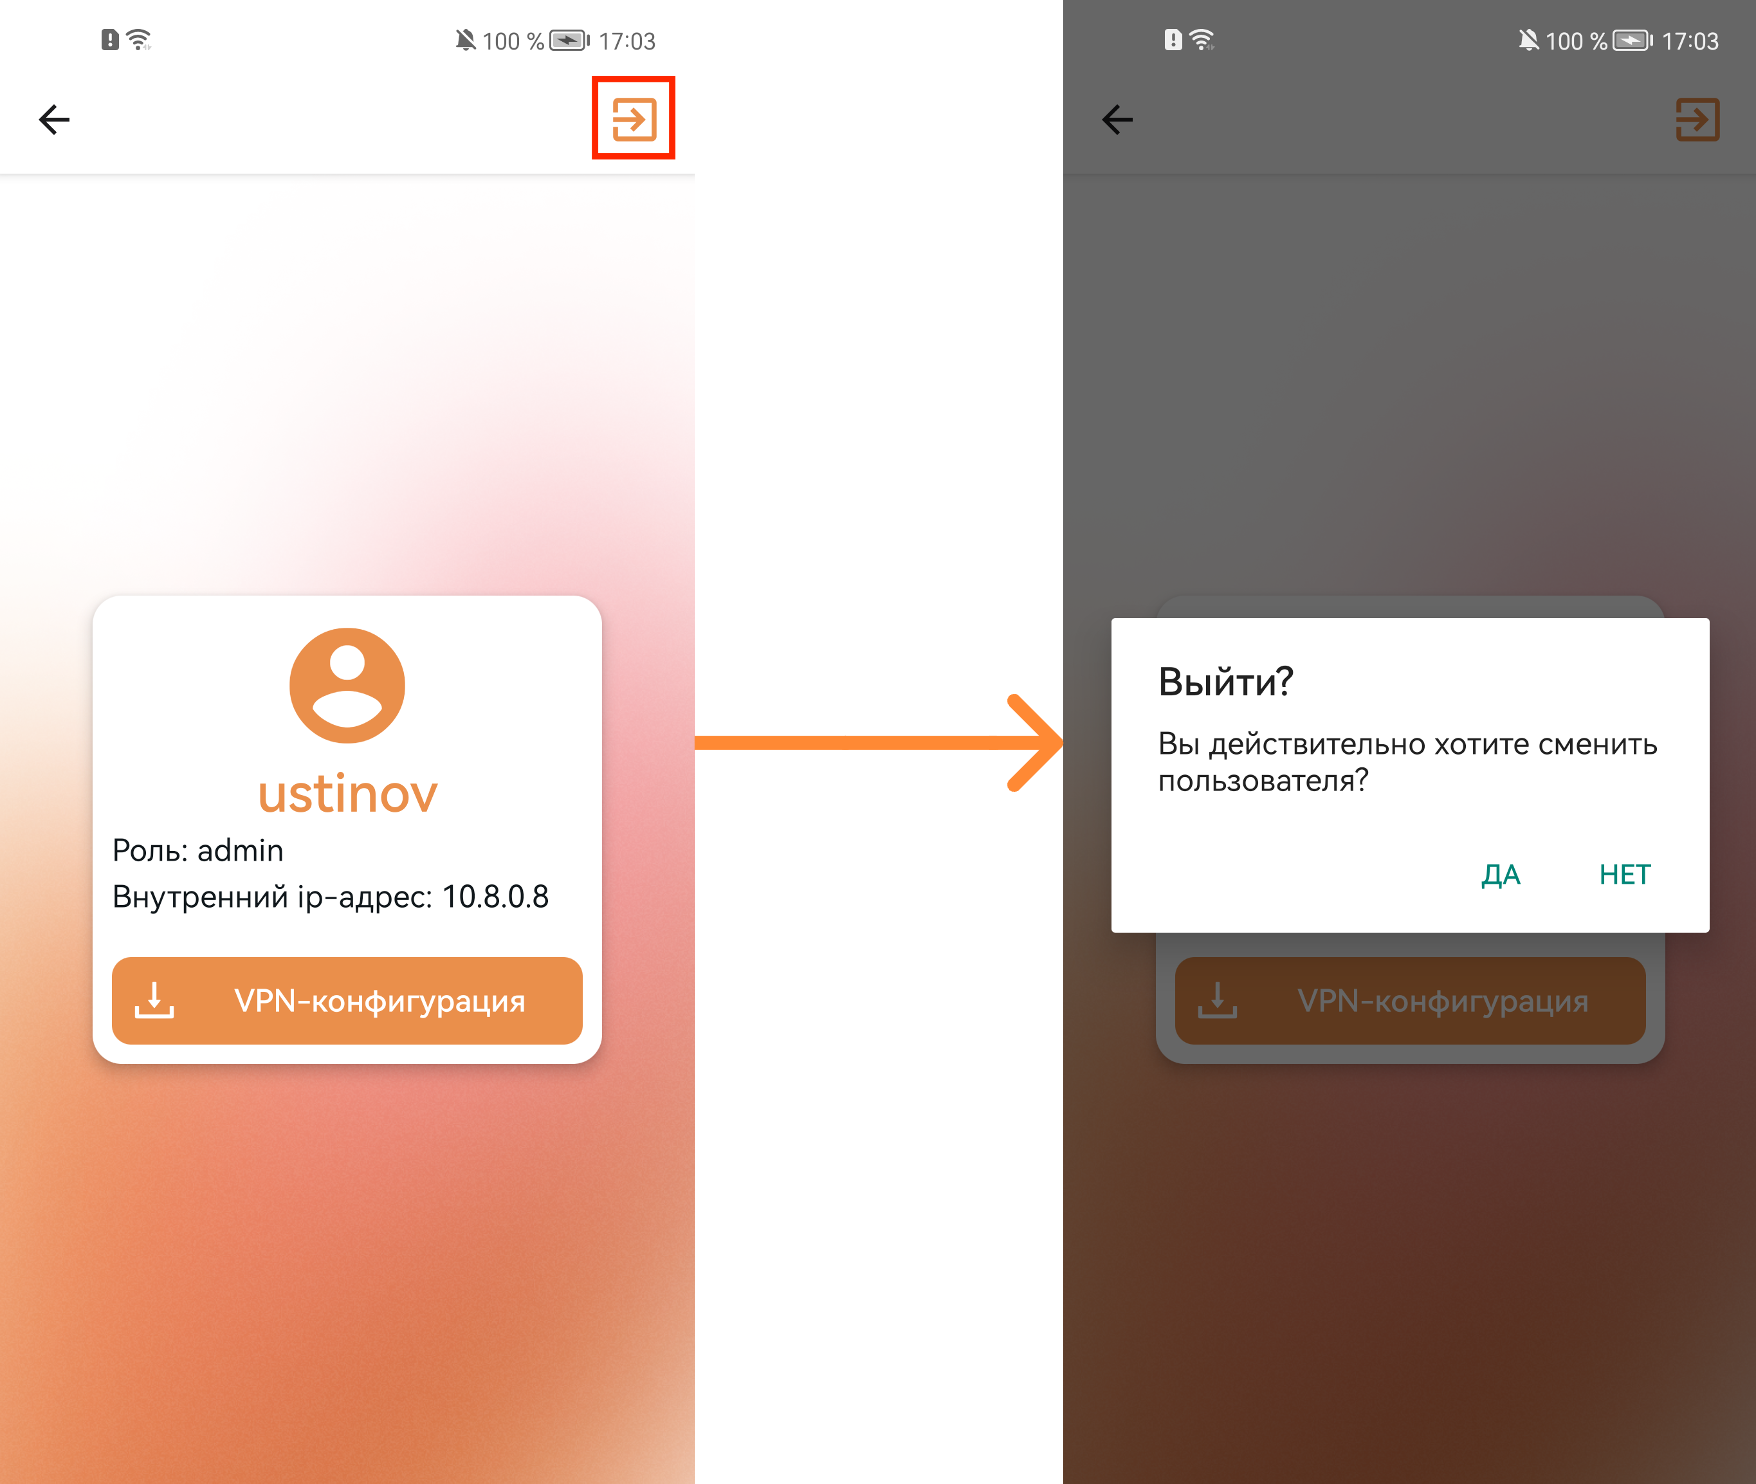 100 % 17:03
ustinov
Роль: admin
Внутренний ip-адрес: 10.8.0.8
VPN-конфигурация
100 % 17:03
Выйти?
Вы действительно хотите сменить
пользователя?
ДА НЕТ
VPN-конфигурация